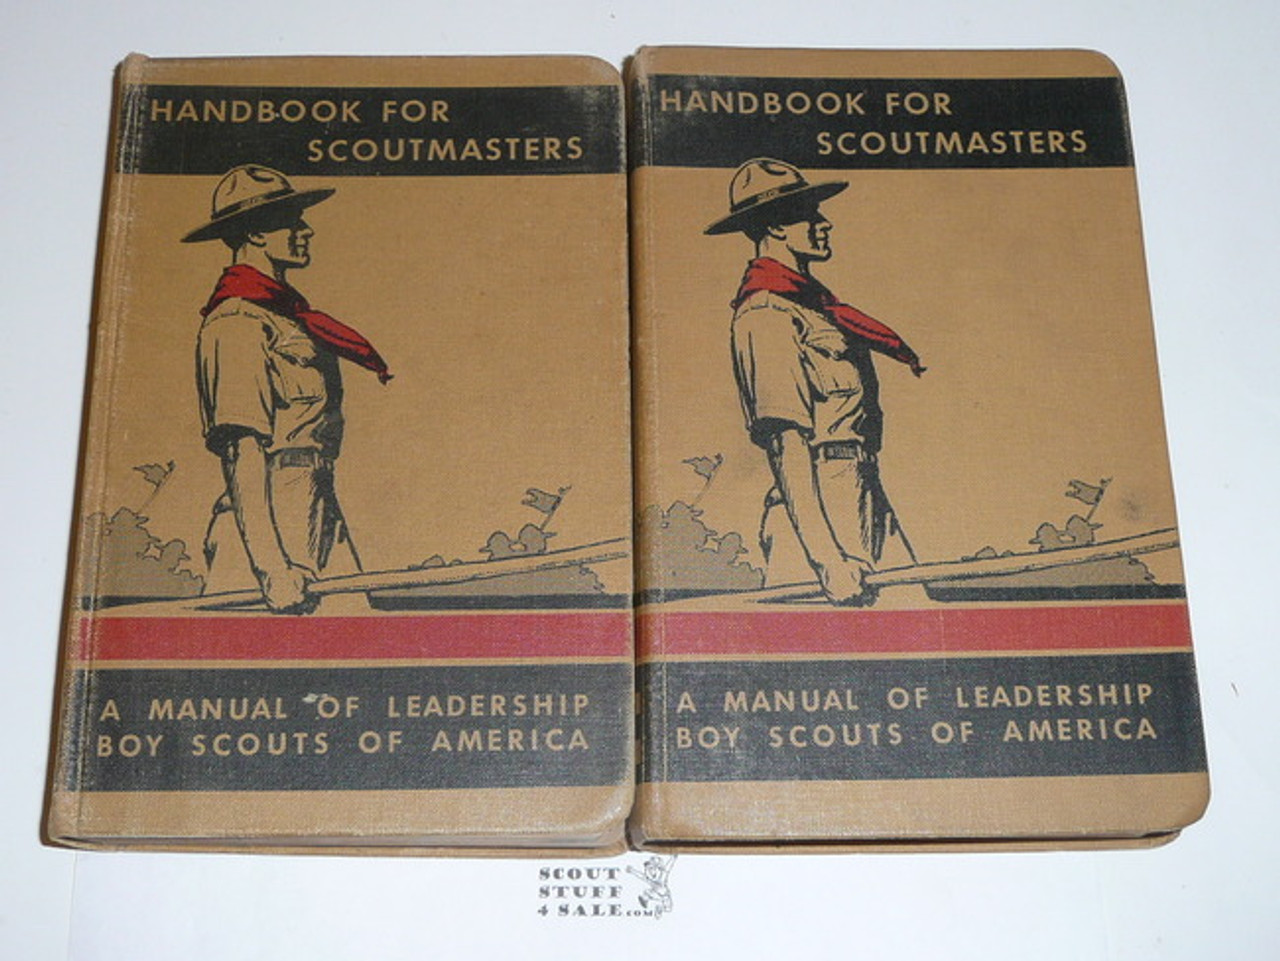 HANDBOOK FOR
SCOUTMASTERS
A MANUAL OF LEADERSHIP
BOY SCOUTS OF AMERICA
HANDBOOK FOR
SCOUTMASTERS
A MANUAL OF LEADERSHIP
BOY SCOUTS OF AMERICA
SCOUT
STUFF
4 SALE.COM